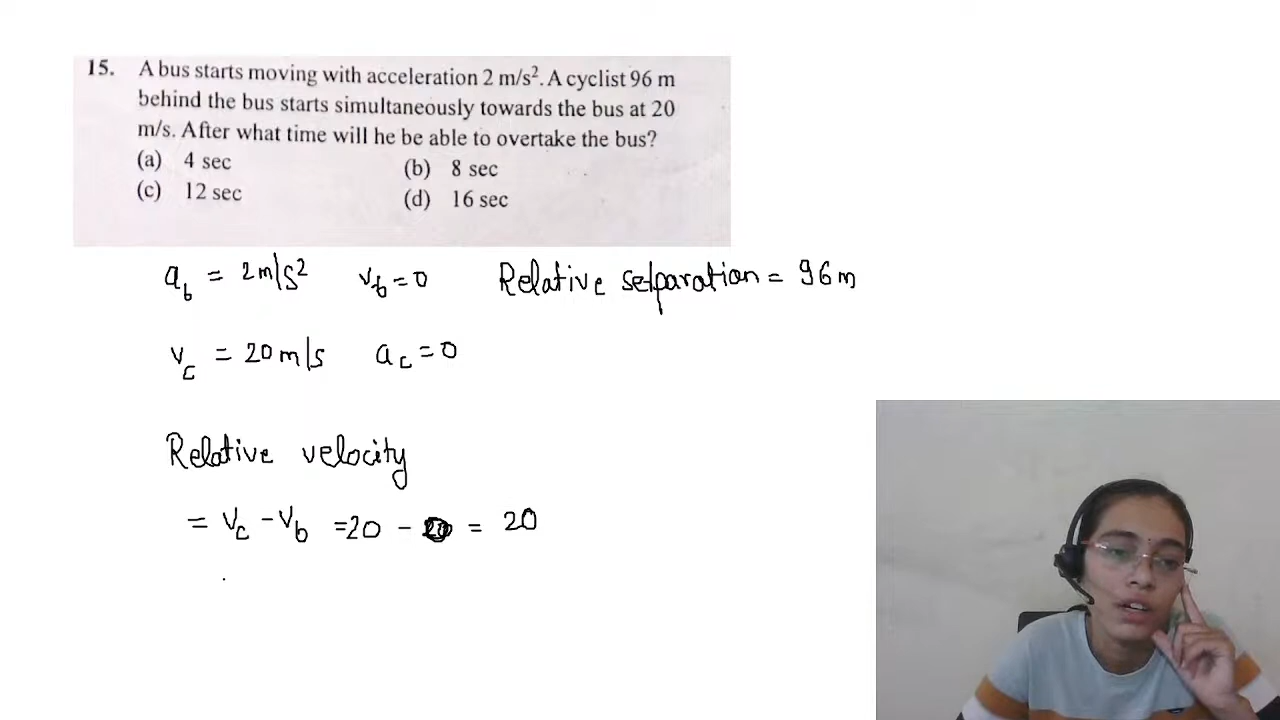 15. A bus starts moving with acceleration 2 m/s². A cyclist 96 m
behind the bus starts simultaneously towards the bus at 20
m/s. After what time will he be able to overtake the bus?
(a) 4 sec (b) 8 sec
(c) 12 sec (d) 16 sec
a_b = 2m/s² v_b = 0 Relative selparation = 96m
v_c = 20m/s a_c = 0
Relative velocity
= v_c - v_b = 20 - = 20